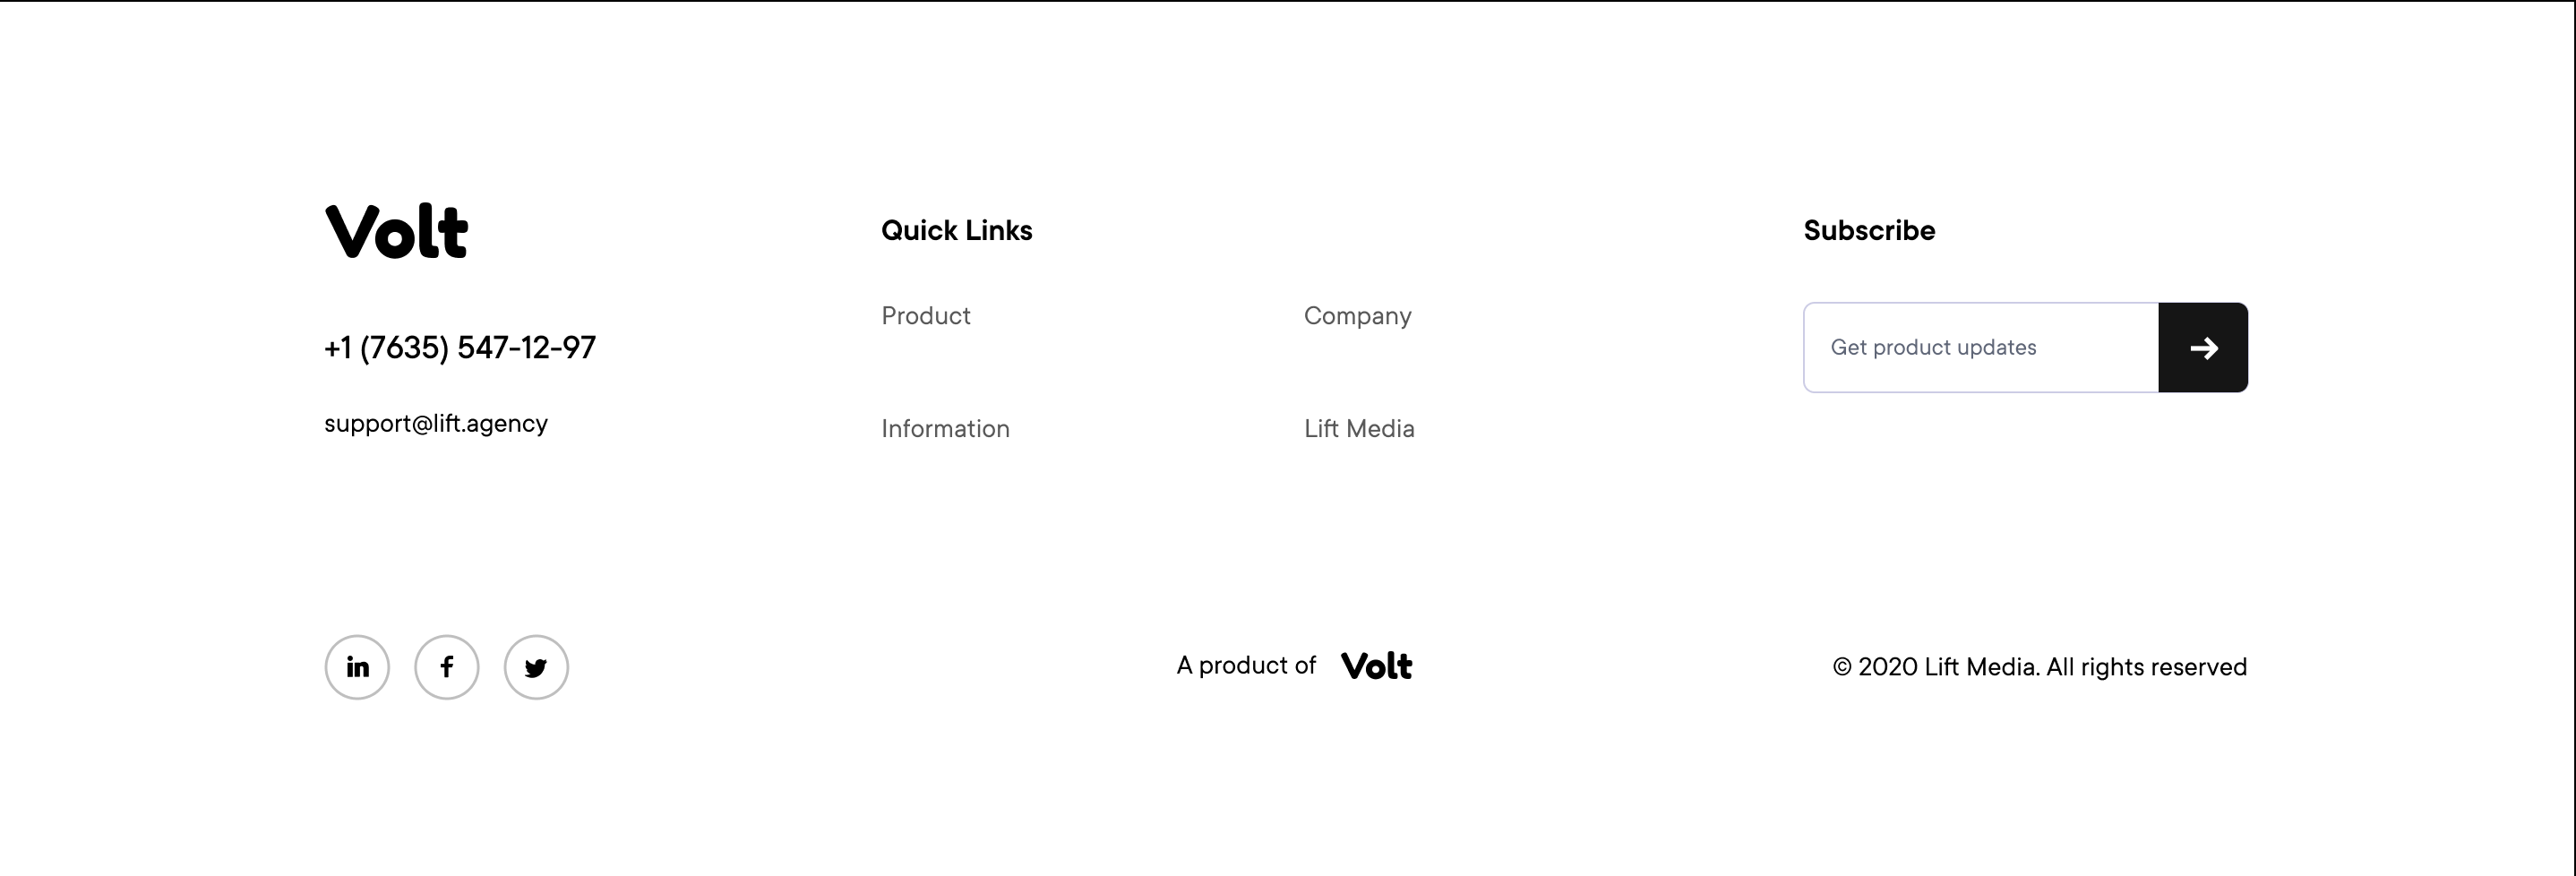 Volt
+1 (7635) 547-12-97
support@lift.agency
Quick Links
Product
Company
Information
Lift Media
Subscribe
Get product updates
in
f
A product of Volt
© 2020 Lift Media. All rights reserved